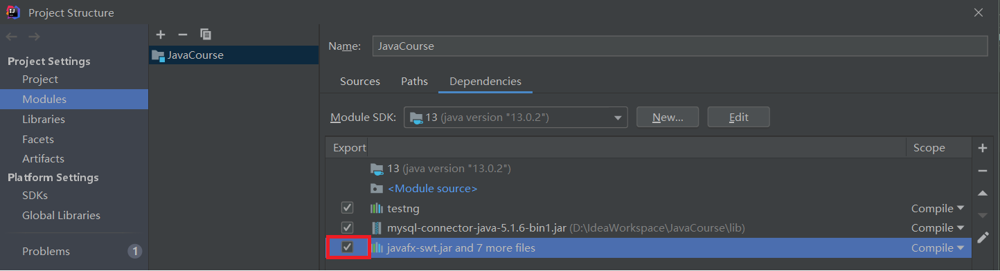 Project Structure
Project Settings
Project
Modules
Libraries
Facets
Artifacts
Platform Settings
SDKs
Global Libraries
Problems 1
JavaCourse
Name: JavaCourse
Sources Paths Dependencies
Module SDK: 13 (java version "13.0.2") New... Edit
Export Scope
13 (java version "13.0.2")
<Module source>
testng Compile
mysql-connector-java-5.1.6-bin1.jar (D:\IdeaWorkspace\JavaCourse\lib) Compile
javafx-swt.jar and 7 more files Compile